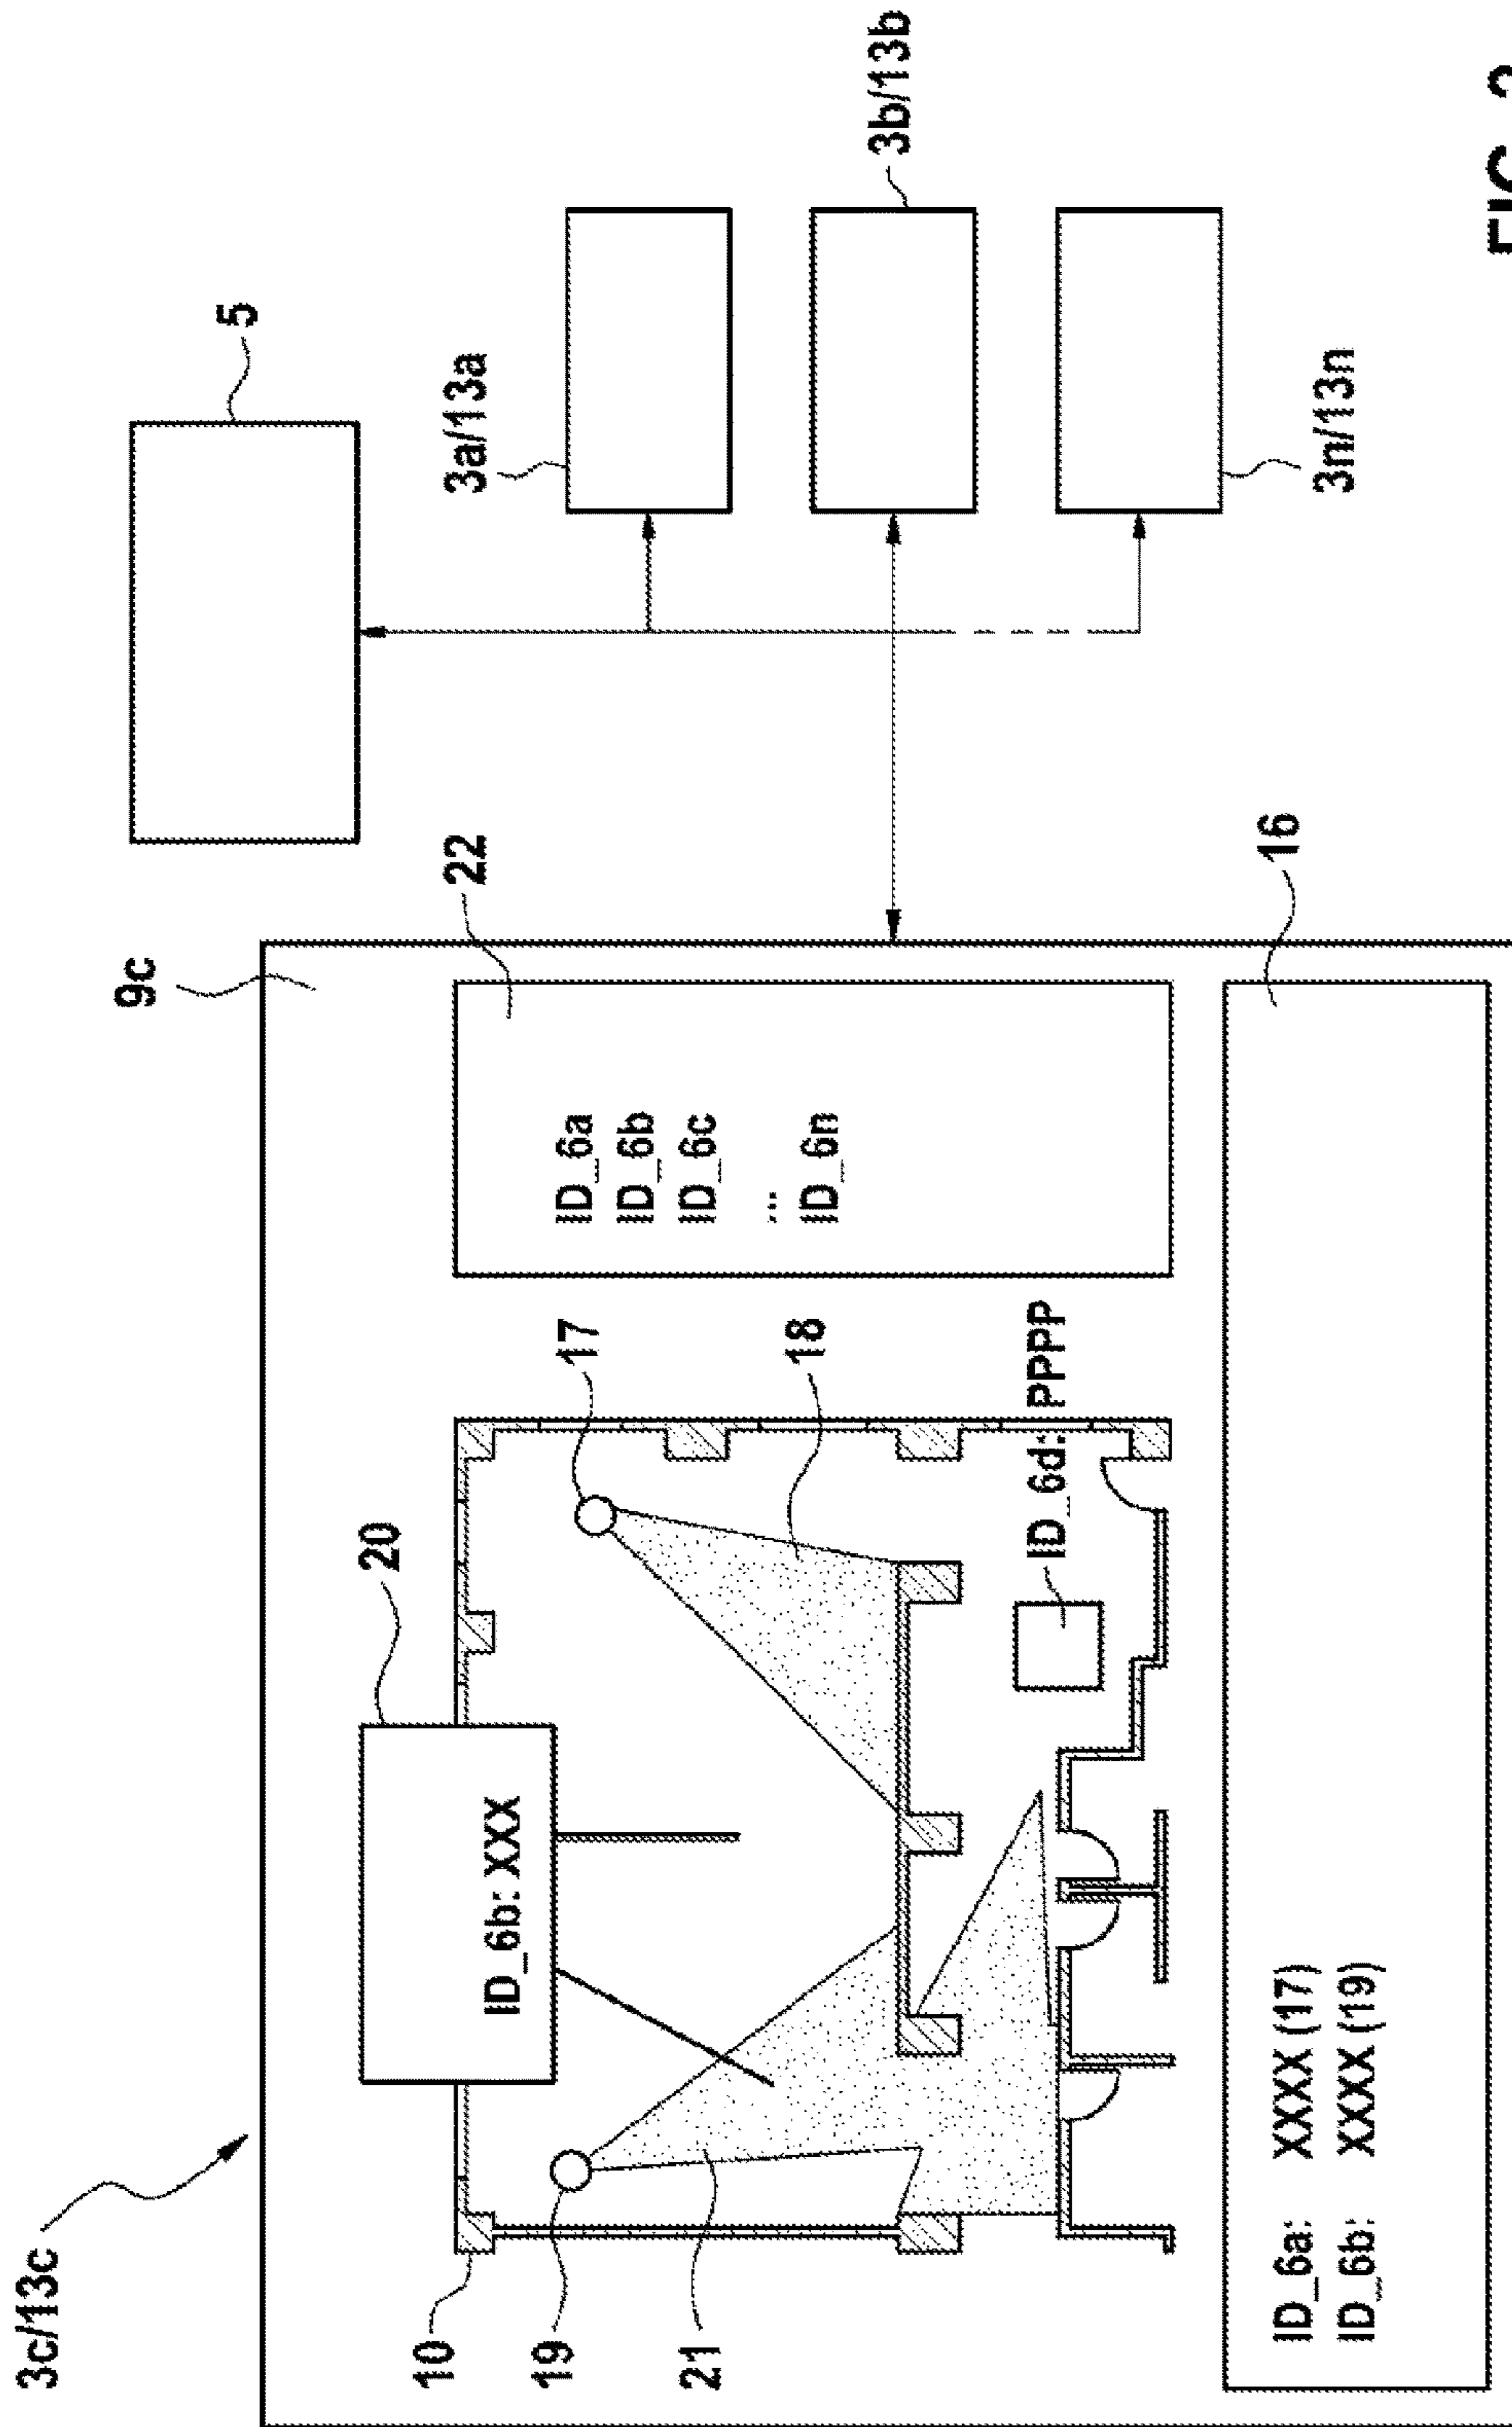 3c/13c
9c
5
20
10
22
3a/13a
ID_6b: XXX
19
17
ID_6a
ID_6b
ID_6c
...
ID_6n
21
18
3b/13b
ID_6d: PPPP
16
ID_6a: XXXX (17)
ID_6b: XXXX (19)
3n/13n
FIG.